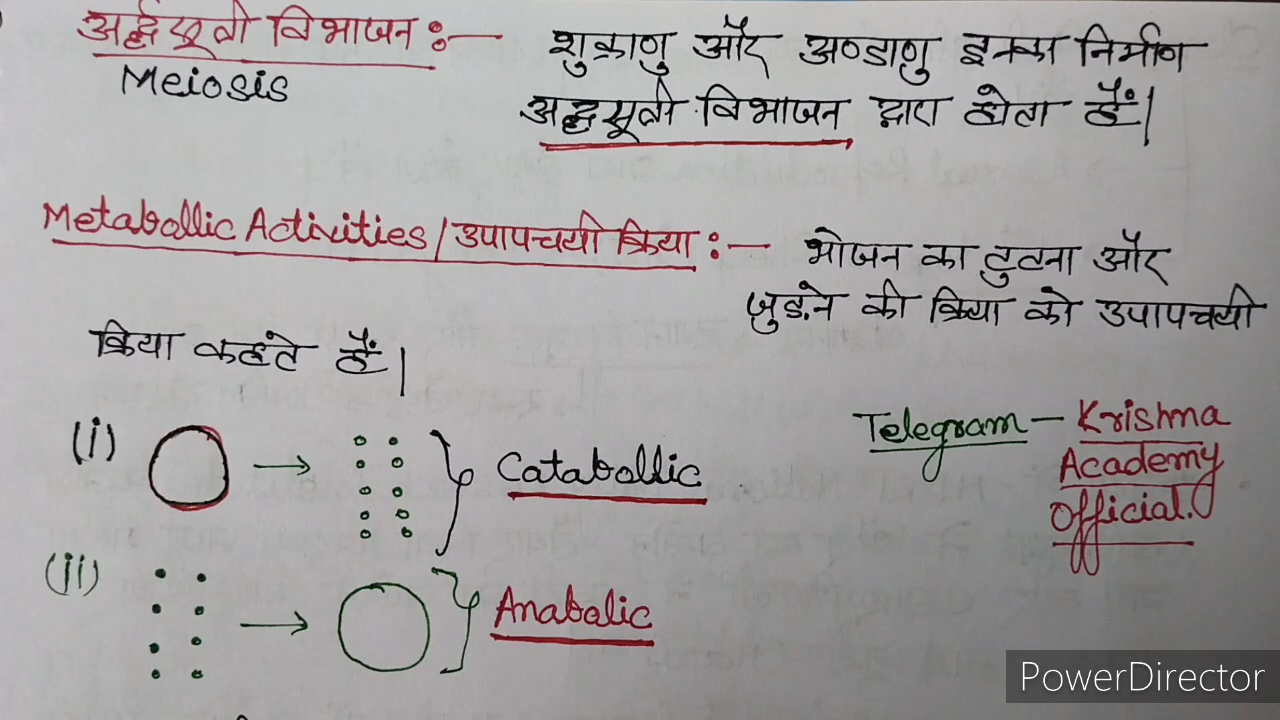 अर्द्धसूत्री विभाजन :—
Meiosis
शुक्राणु और अण्डाणु इनका निर्माण
अर्द्धसूत्री विभाजन द्वारा होता हैं।
Metabollic Activities / उपापचयी क्रिया :—
भोजन का टुटना और
जुड़ने की क्रिया को उपापचयी
क्रिया कहते हैं।
(i) → Catabollic
(ii) → Anabalic
Telegram — Krishna
Academy
Official.
PowerDirector